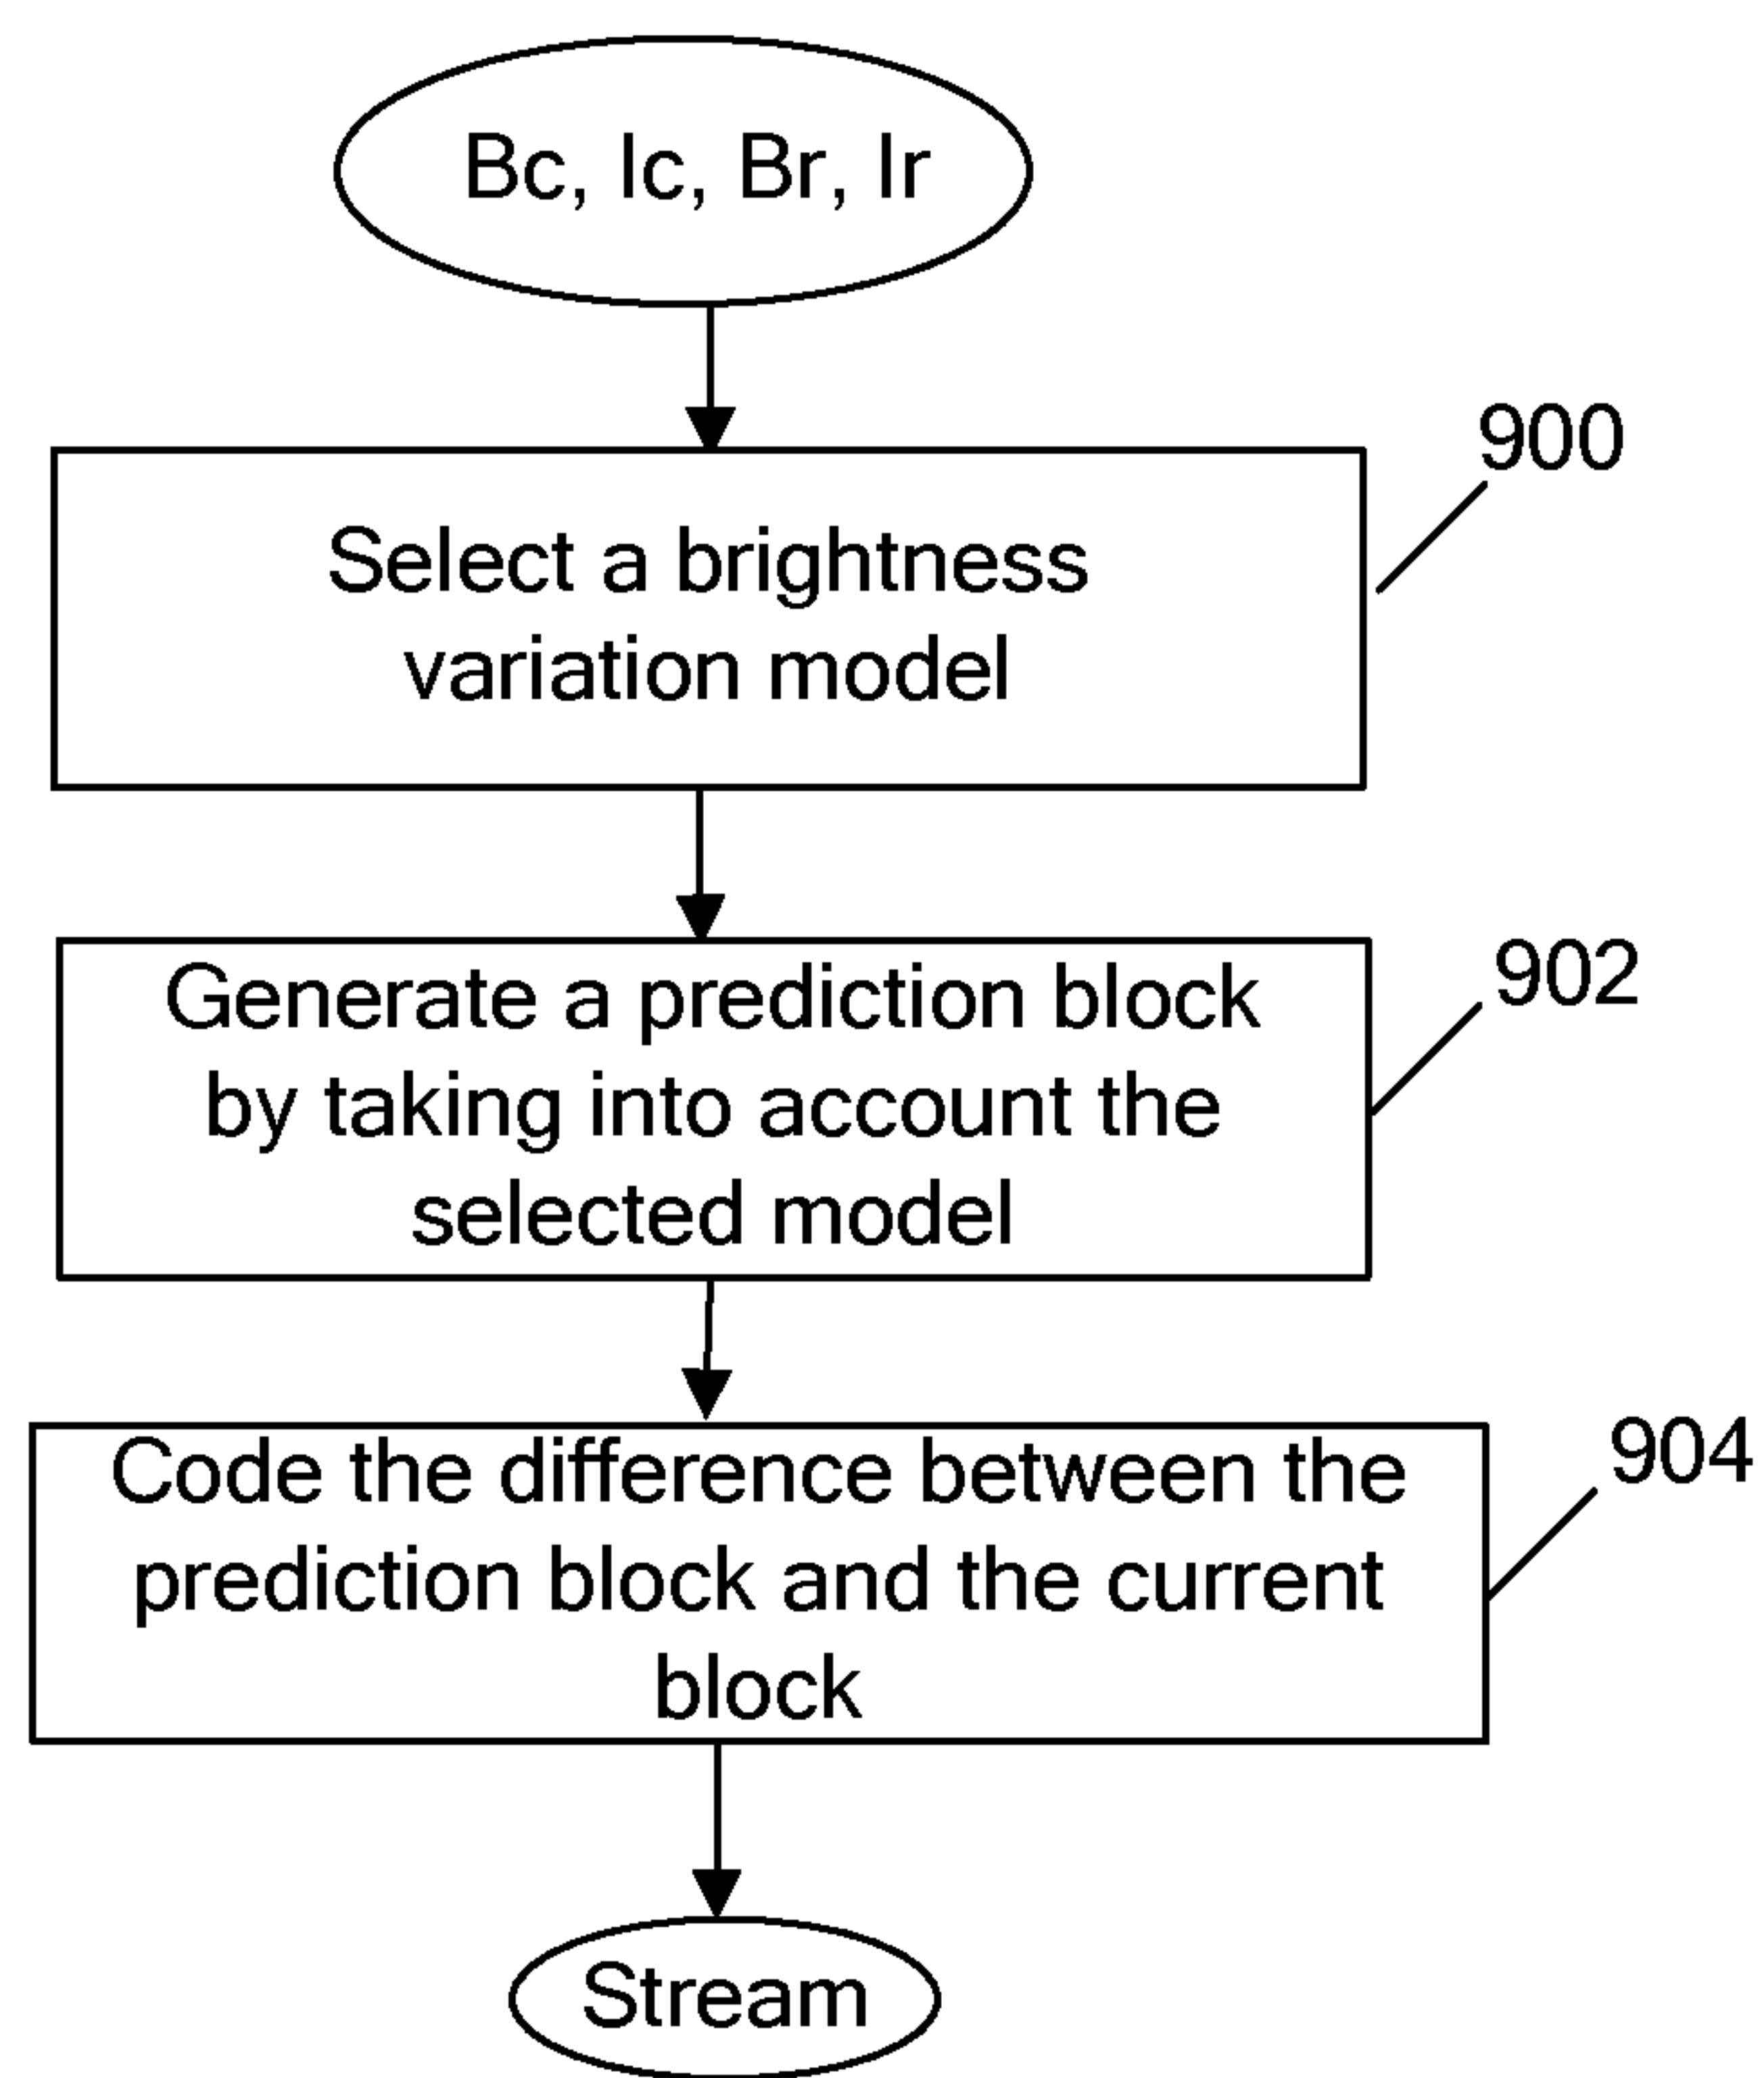 Bc, Ic, Br, Ir
900
Select a brightness
variation model
902
Generate a prediction block
by taking into account the
selected model
904
Code the difference between the
prediction block and the current
block
Stream